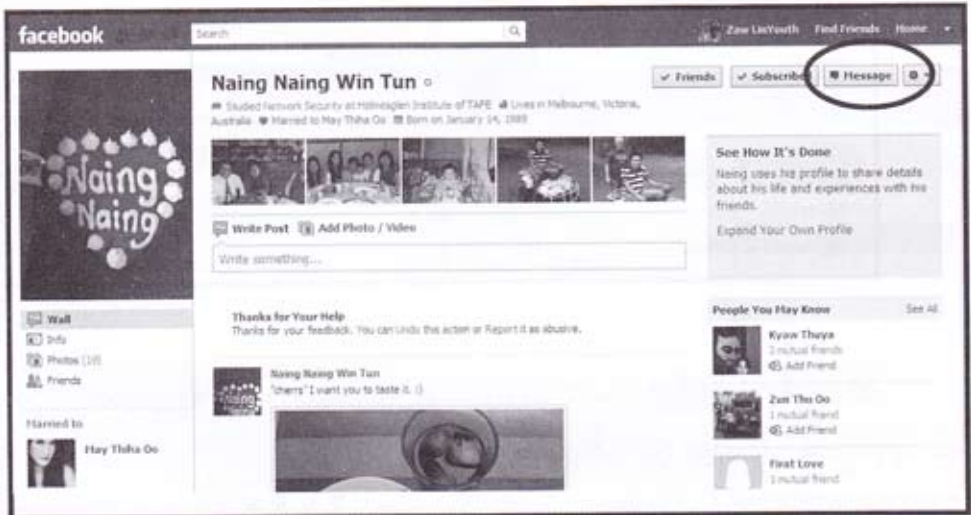 facebook
Search
Zaw LinYouth Find Friends Home
Naing Naing Win Tun
Friends
Subscribed
Message
Studied Network Security at Holmesglen Institute of TAFE Lives in Melbourne, Victoria,
Australia Married to May Thiha Oo Born on January 14, 1989
Naing
Naing
Write Post Add Photo / Video
Write something...
See How It's Done
Naing uses his profile to share details
about his life and experiences with his
friends.
Expand Your Own Profile
Wall
Info
Photos (10)
Friends
Married to
May Thiha Oo
Thanks for Your Help
Thanks for your feedback. You can Undo this action or Report it as abusive.
Naing Naing Win Tun
"cherrs" I want you to taste it. :)
People You May Know See All
Kyaw Thuya
2 mutual friends
Add Friend
Zun Thu Oo
1 mutual friend
Add Friend
First Love
1 mutual friend